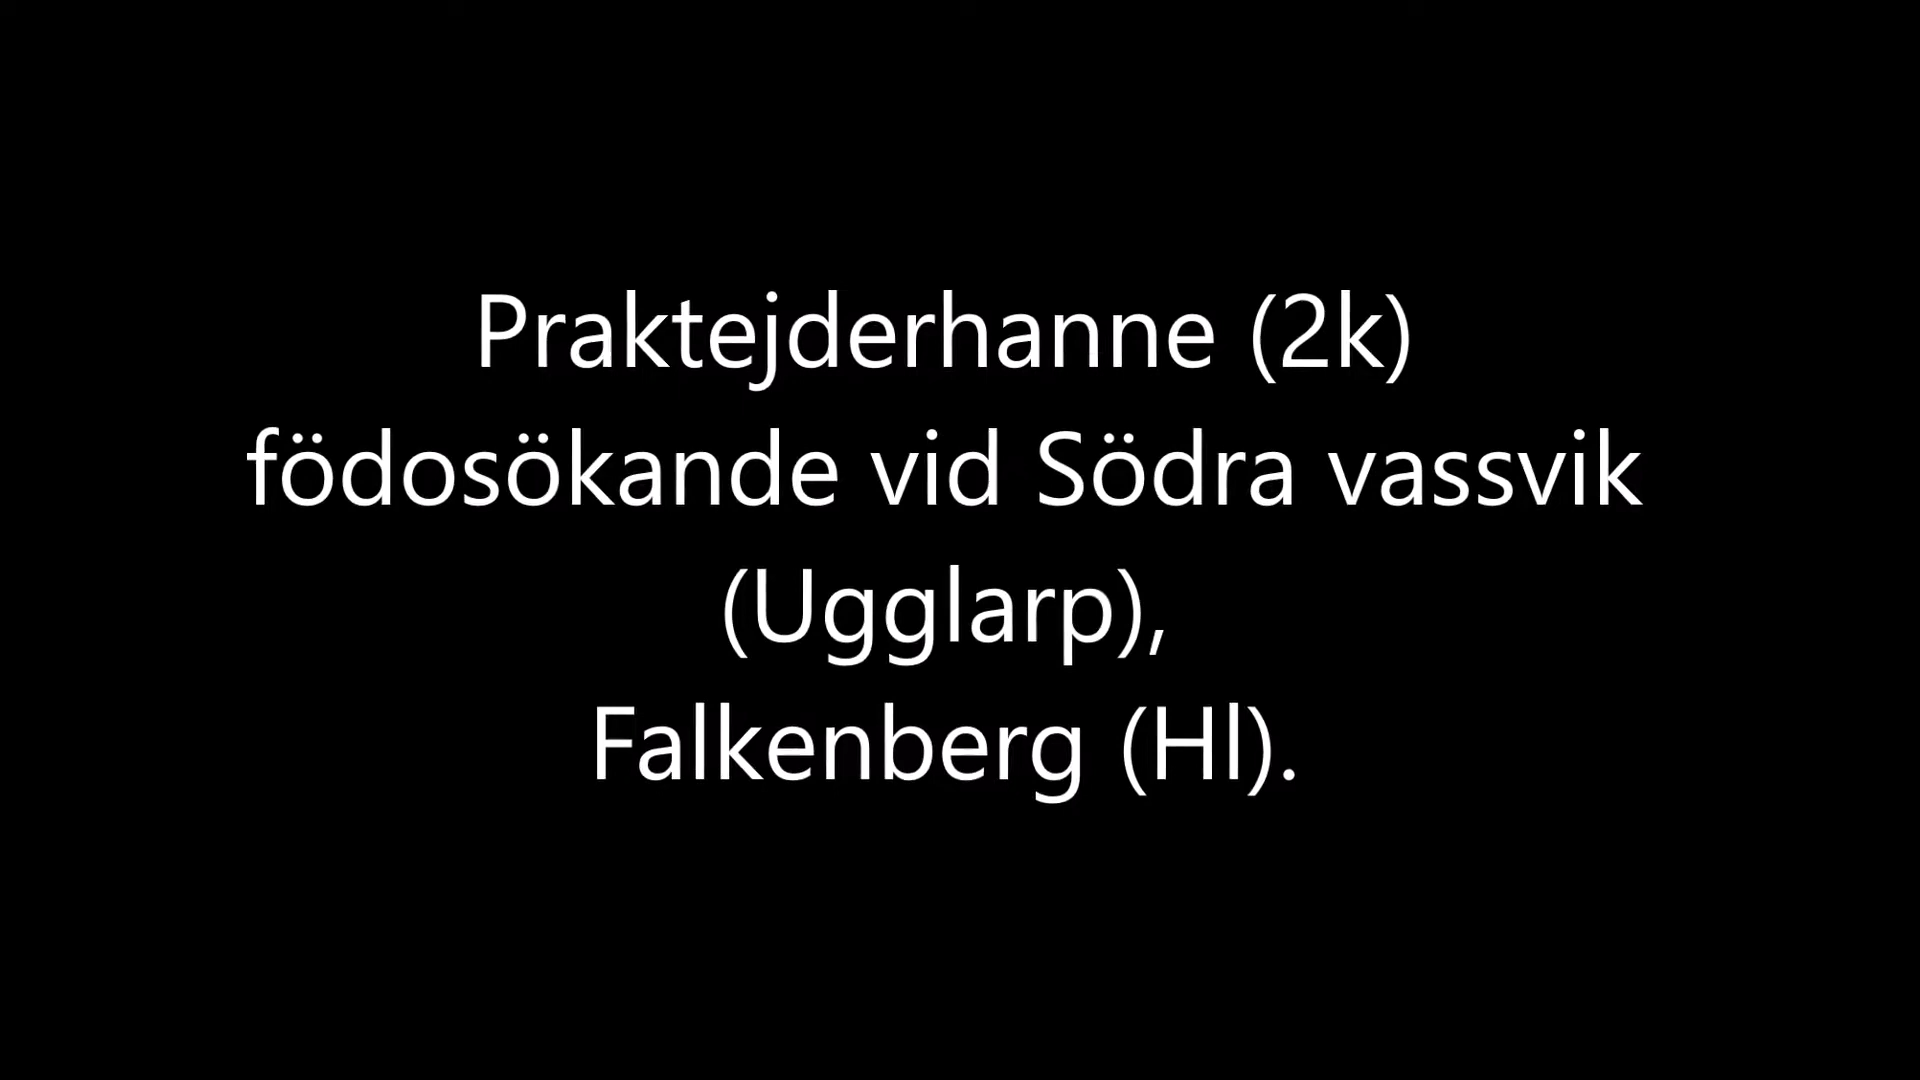 Praktejderhanne (2k)
födosökande vid Södra vassvik
(Ugglarp),
Falkenberg (Hl).